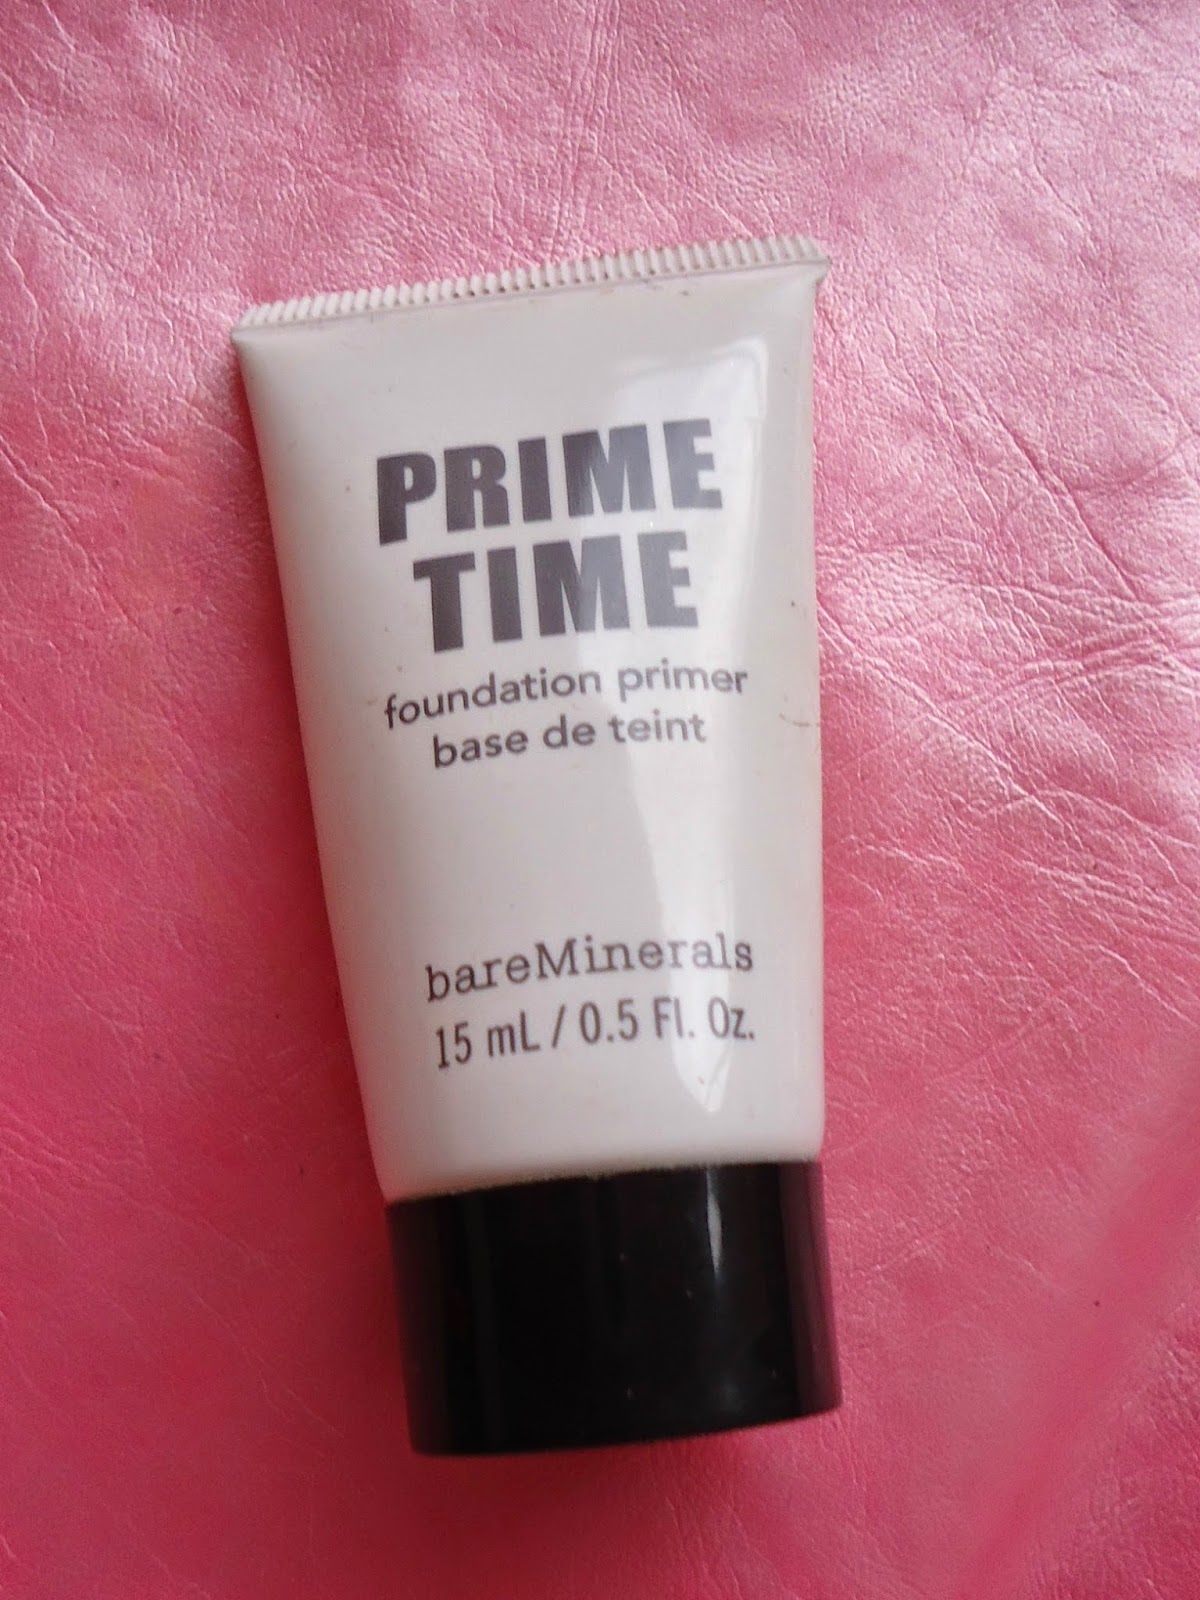 PRIME
TIME
foundation primer
base de teint
bareMinerals
15 mL / 0.5 Fl. Oz.